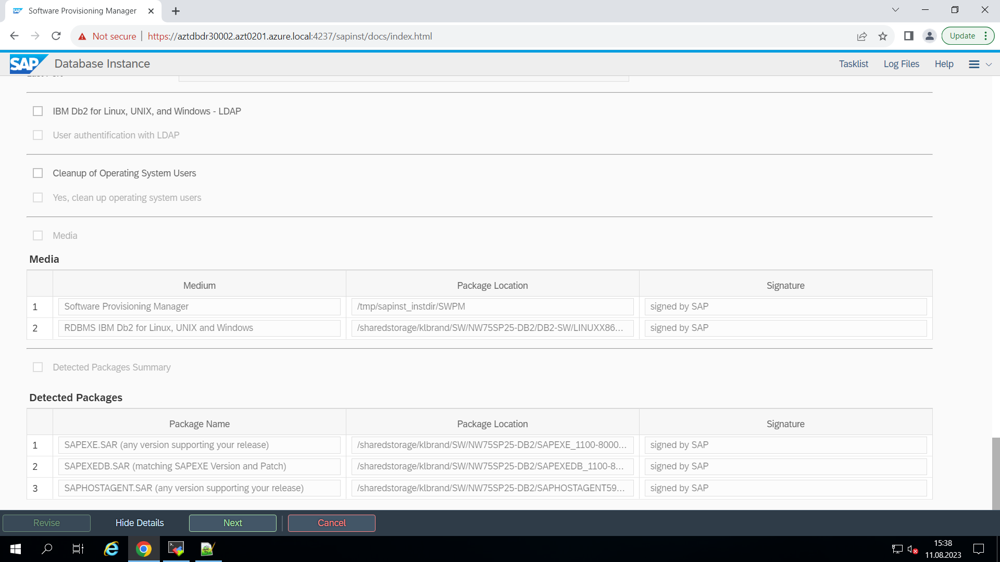 SAP Software Provisioning Manager
Not secure | https://aztdbdr30002.azt0201.azure.local:4237/sapinst/docs/index.html
Update
SAP Database Instance
Tasklist Log Files Help
IBM Db2 for Linux, UNIX, and Windows - LDAP
User authentification with LDAP
Cleanup of Operating System Users
Yes, clean up operating system users
Media
Media
Medium Package Location Signature
1 Software Provisioning Manager /tmp/sapinst_instdir/SWPM signed by SAP
2 RDBMS IBM Db2 for Linux, UNIX and Windows /sharedstorage/klbrand/SW/NW75SP25-DB2/DB2-SW/LINUXX86... signed by SAP
Detected Packages Summary
Detected Packages
Package Name Package Location Signature
1 SAPEXE.SAR (any version supporting your release) /sharedstorage/klbrand/SW/NW75SP25-DB2/SAPEXE_1100-8000... signed by SAP
2 SAPEXEDB.SAR (matching SAPEXE Version and Patch) /sharedstorage/klbrand/SW/NW75SP25-DB2/SAPEXEDB_1100-8... signed by SAP
3 SAPHOSTAGENT.SAR (any version supporting your release) /sharedstorage/klbrand/SW/NW75SP25-DB2/SAPHOSTAGENT59... signed by SAP
Revise Hide Details Next Cancel
15:38
11.08.2023